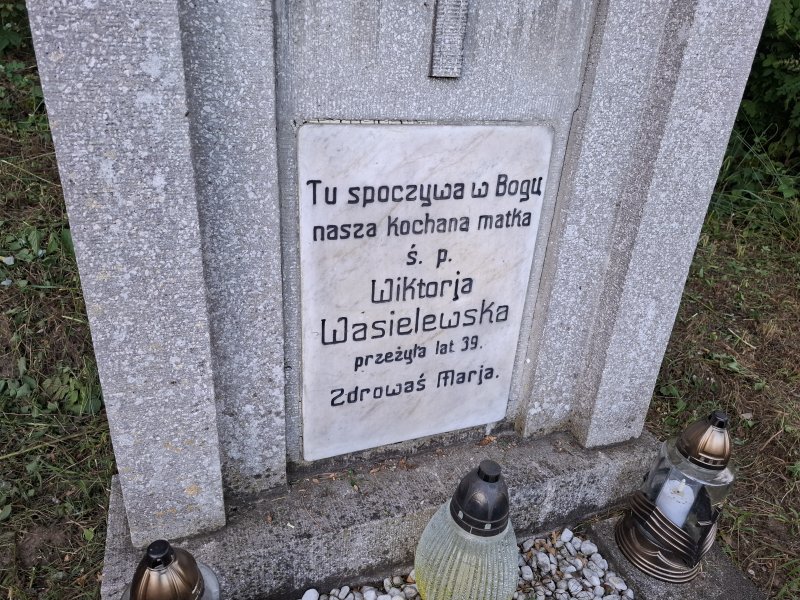 Tu spoczywa w Bogu
nasza kochana matka
ś. p.
Wiktorja
Wasielewska
przeżyła lat 39.
Zdrowaś Marja.